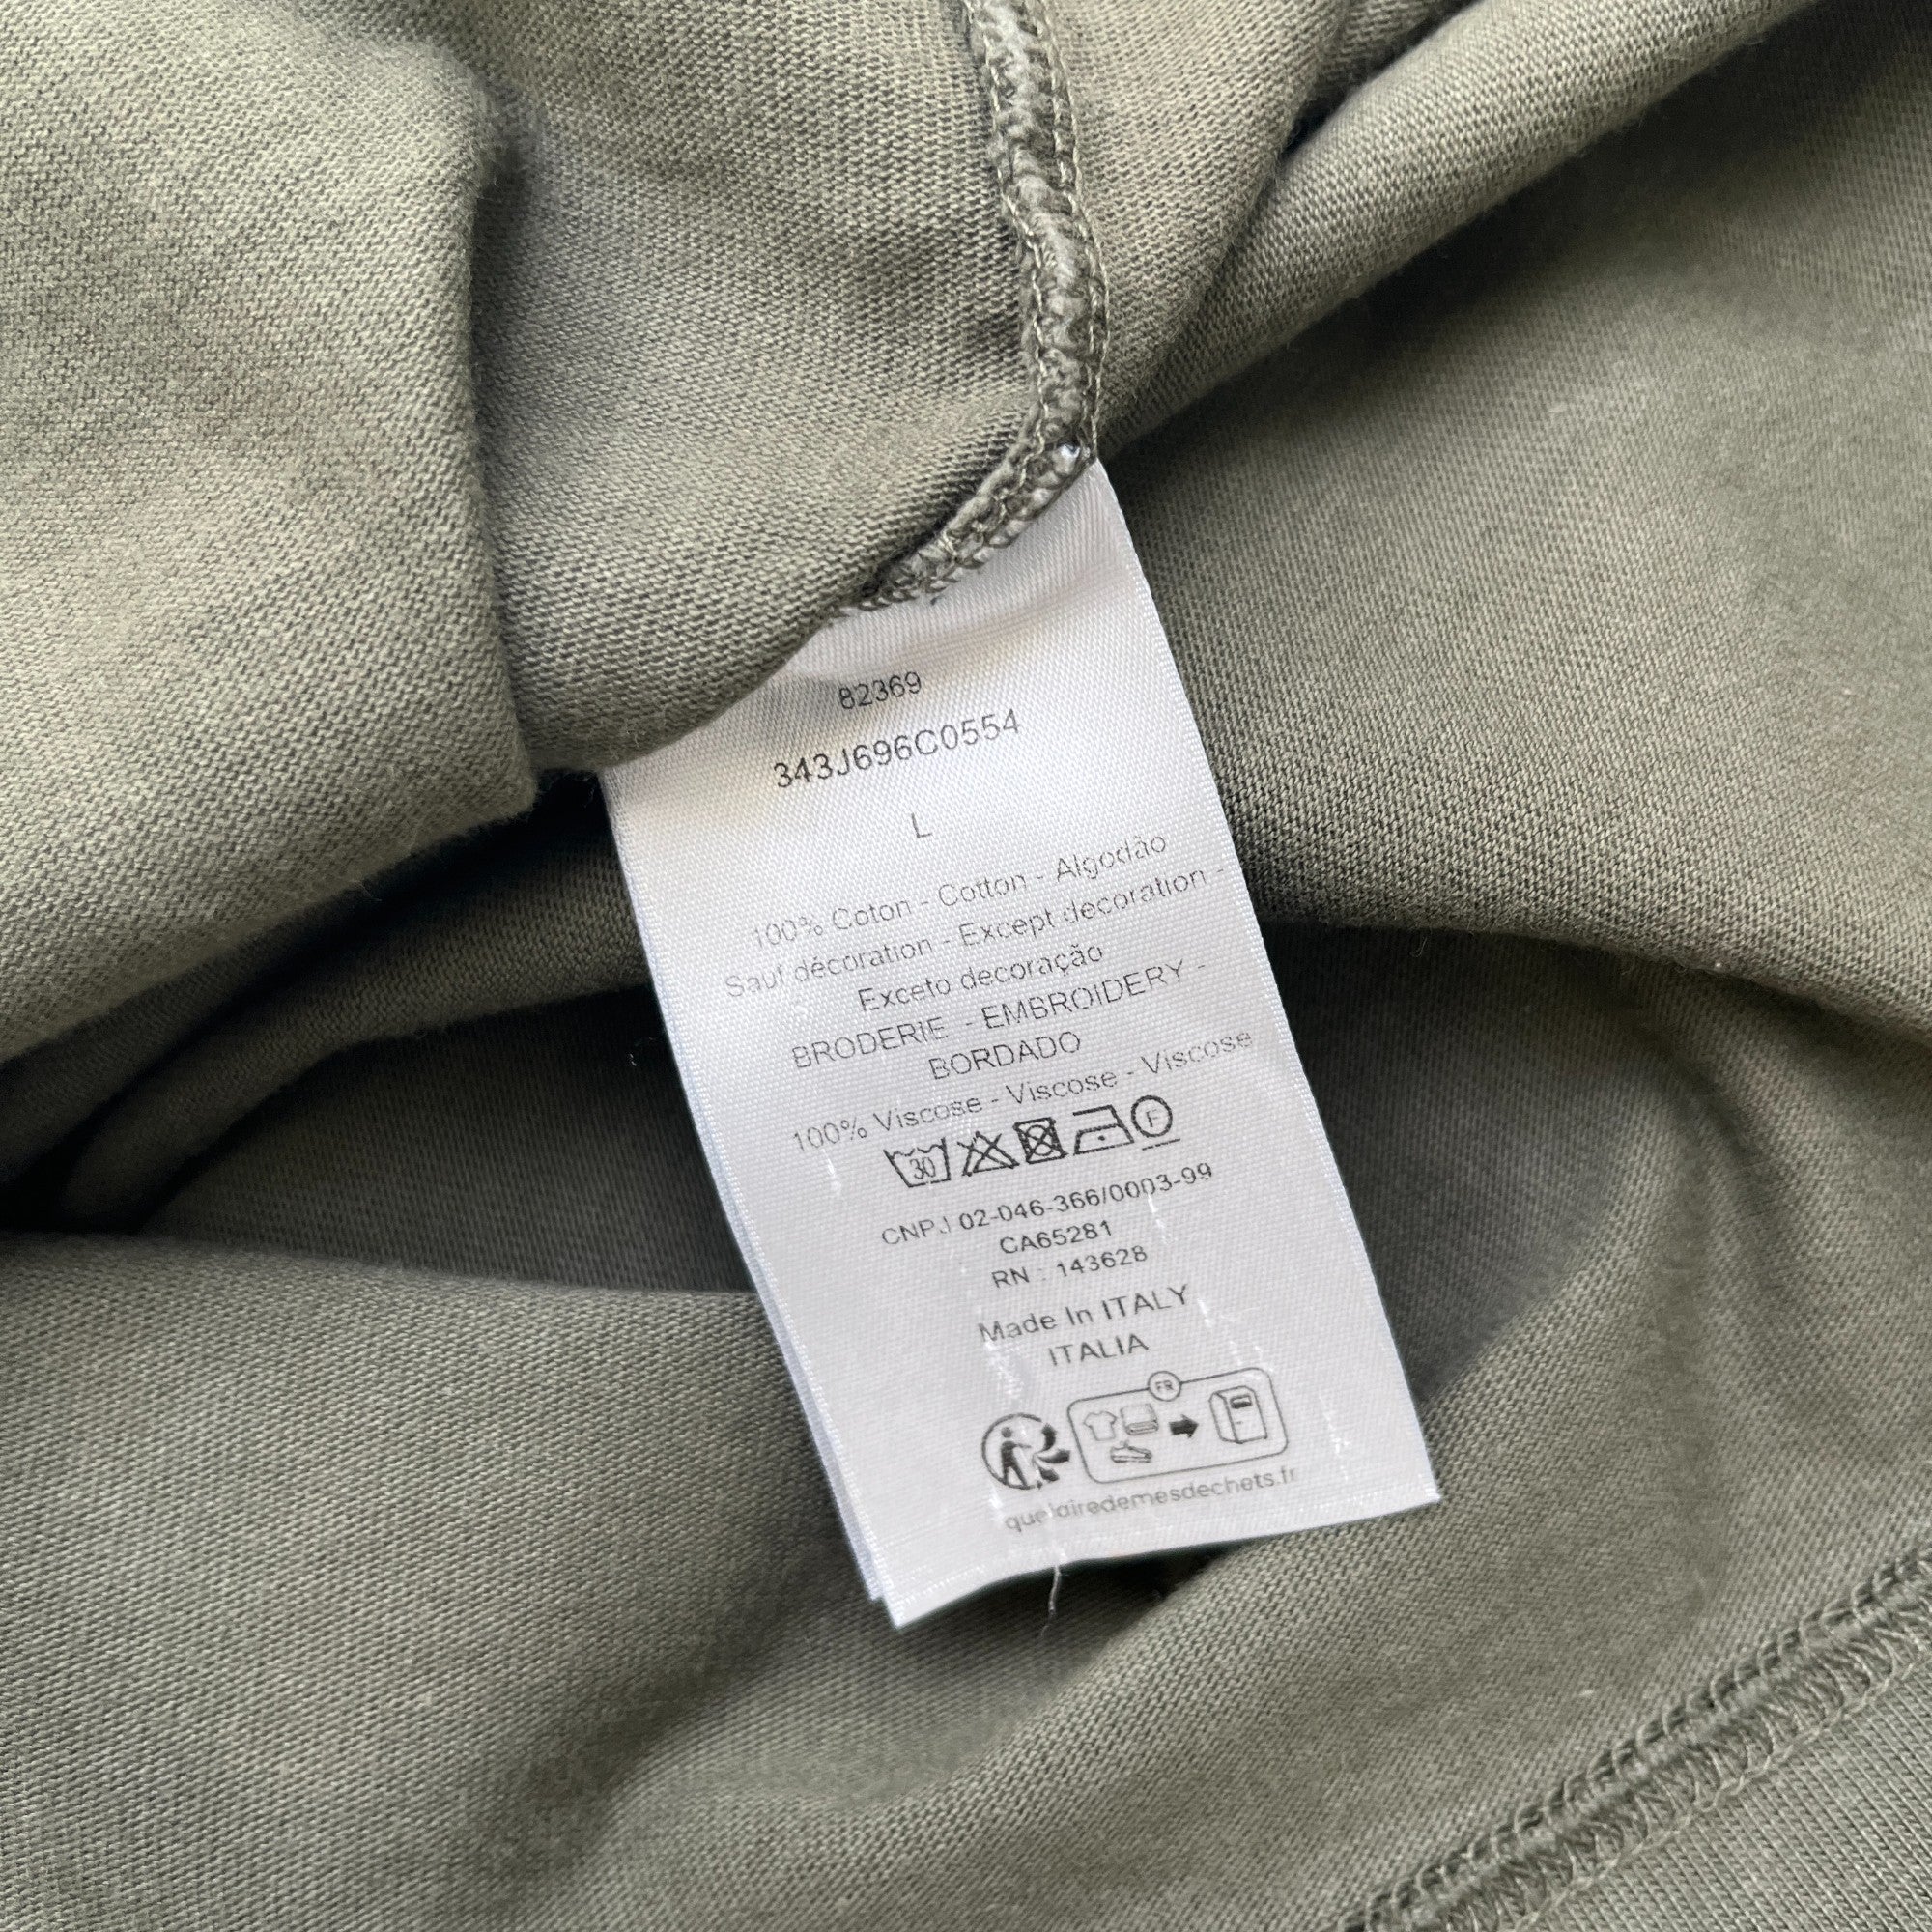 82369
343J696C0554
L
100% Coton - Cotton - Algodão
Sauf décoration - Except decoration -
Exceto decoração
BRODERIE - EMBROIDERY -
BORDADO
100% Viscose - Viscose - Viscose
30 F
CNPJ 02-046-366/0003-99
CA65281
RN : 143628
Made In ITALY
ITALIA
FR
quefairedemesdechets.fr